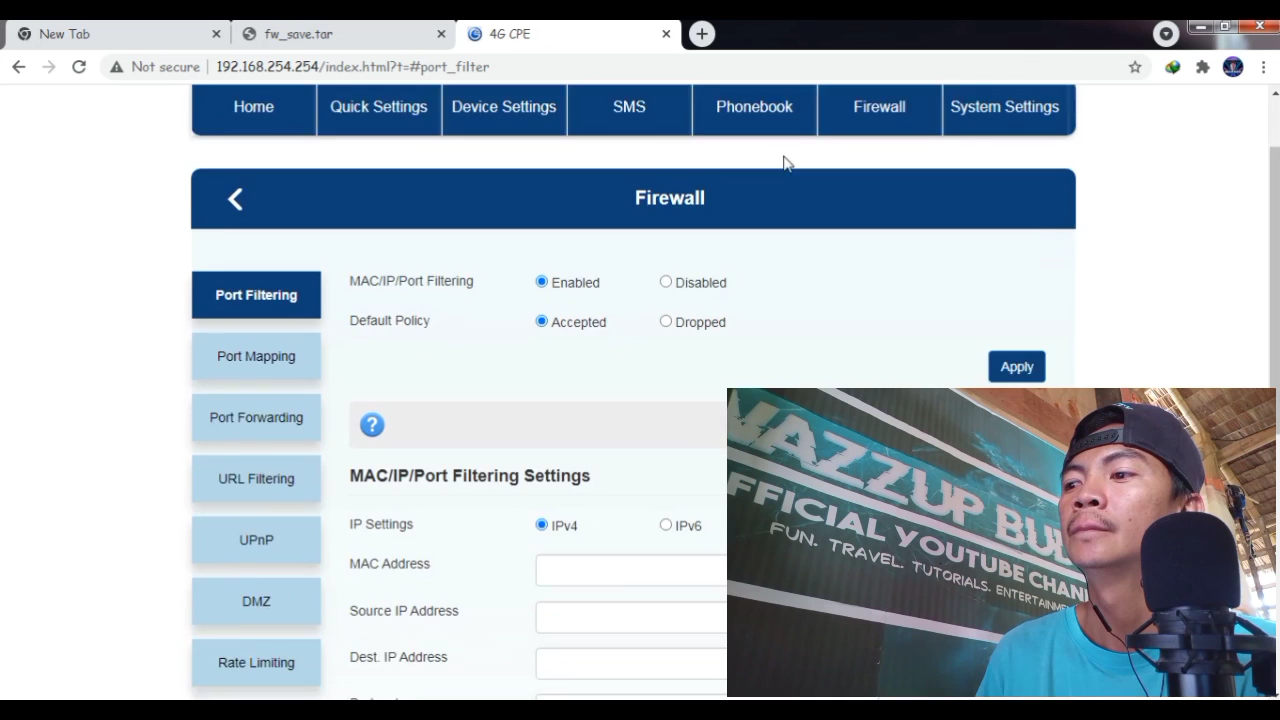 New Tab
fw_save.tar
4G CPE
Not secure | 192.168.254.254/index.html?t=#port_filter
Home
Quick Settings
Device Settings
SMS
Phonebook
Firewall
System Settings
Firewall
Port Filtering
MAC/IP/Port Filtering
Enabled
Disabled
Default Policy
Accepted
Dropped
Apply
Port Mapping
Port Forwarding
?
URL Filtering
MAC/IP/Port Filtering Settings
IP Settings
IPv4
IPv6
UPnP
MAC Address
DMZ
Source IP Address
Rate Limiting
Dest. IP Address
FUN. TRAVEL. TUTORIALS.
YOUTUBE